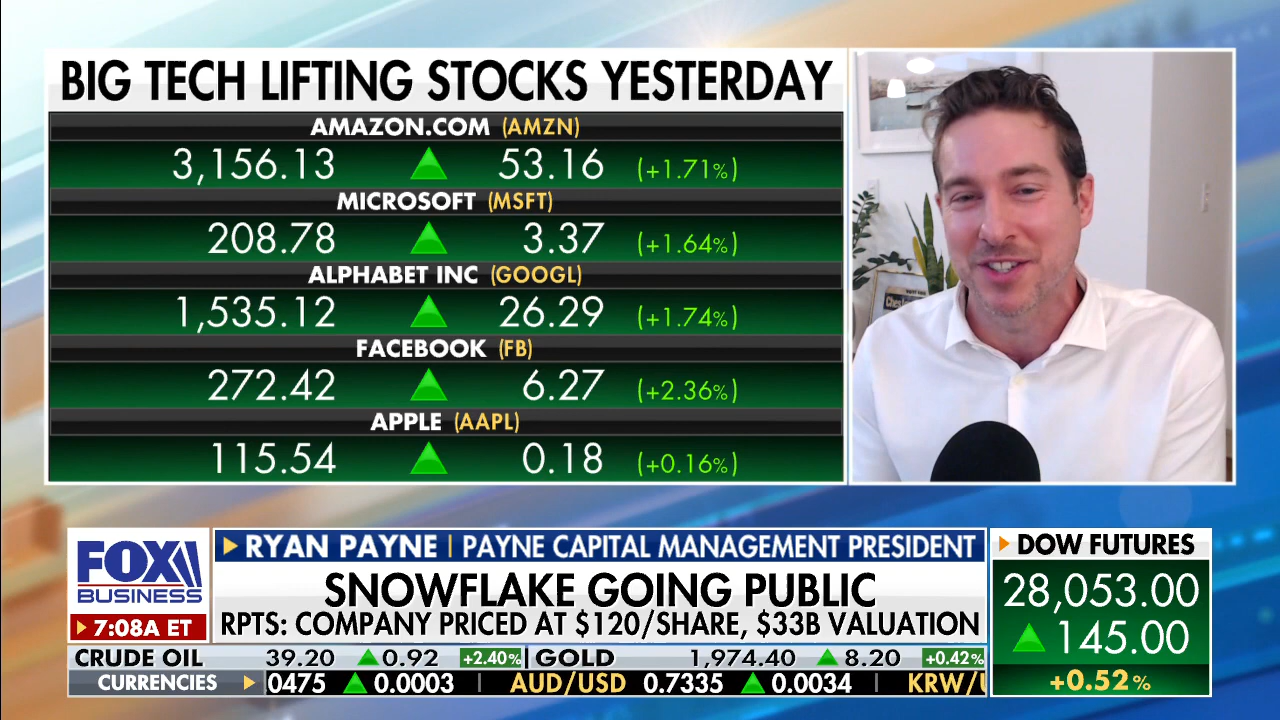 BIG TECH LIFTING STOCKS YESTERDAY
AMAZON.COM (AMZN)
3,156.13 ▲ 53.16 (+1.71%)
MICROSOFT (MSFT)
208.78 ▲ 3.37 (+1.64%)
ALPHABET INC (GOOGL)
1,535.12 ▲ 26.29 (+1.74%)
FACEBOOK (FB)
272.42 ▲ 6.27 (+2.36%)
APPLE (AAPL)
115.54 ▲ 0.18 (+0.16%)
FOX
BUSINESS
7:08A ET
RYAN PAYNE | PAYNE CAPITAL MANAGEMENT PRESIDENT
SNOWFLAKE GOING PUBLIC
RPTS: COMPANY PRICED AT $120/SHARE, $33B VALUATION
DOW FUTURES
28,053.00
▲ 145.00
+0.52%
CRUDE OIL 39.20 ▲ 0.92 +2.40% | GOLD 1,974.40 ▲ 8.20 +0.42%
CURRENCIES 0475 ▲ 0.0003 | AUD/USD 0.7335 ▲ 0.0034 | KRW/U